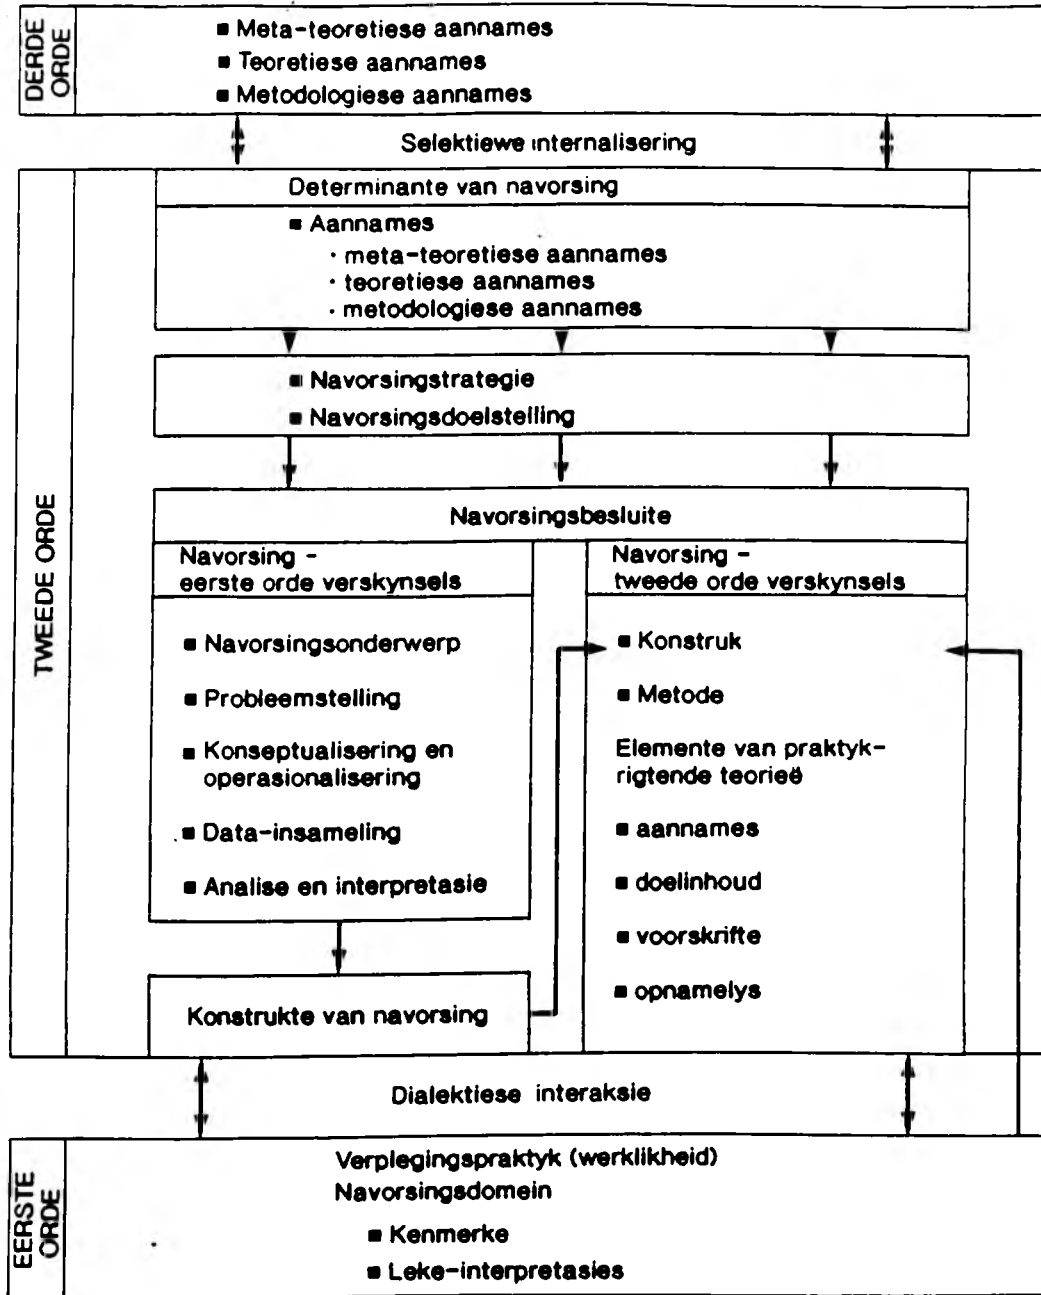 DERDE
ORDE
■ Meta-teoretiese aannames
■ Teoretiese aannames
■ Metodologiese aannames
Selektiewe internalisering
TWEEDE ORDE
Determinante van navorsing
■ Aannames
· meta-teoretiese aannames
· teoretiese aannames
· metodologiese aannames
■ Navorsingstrategie
■ Navorsingsdoelstelling
Navorsingsbesluite
Navorsing -
eerste orde verskynsels
■ Navorsingsonderwerp
■ Probleemstelling
■ Konseptualisering en
operasionalisering
■ Data-insameling
■ Analise en interpretasie
Konstrukte van navorsing
Navorsing -
tweede orde verskynsels
■ Konstruk
■ Metode
Elemente van praktyk-
rigtende teorieë
■ aannames
■ doelinhoud
■ voorskrifte
■ opnamelys
Dialektiese interaksie
EERSTE
ORDE
Verplegingspraktyk (werklikheid)
Navorsingsdomein
■ Kenmerke
■ Leke-interpretasies